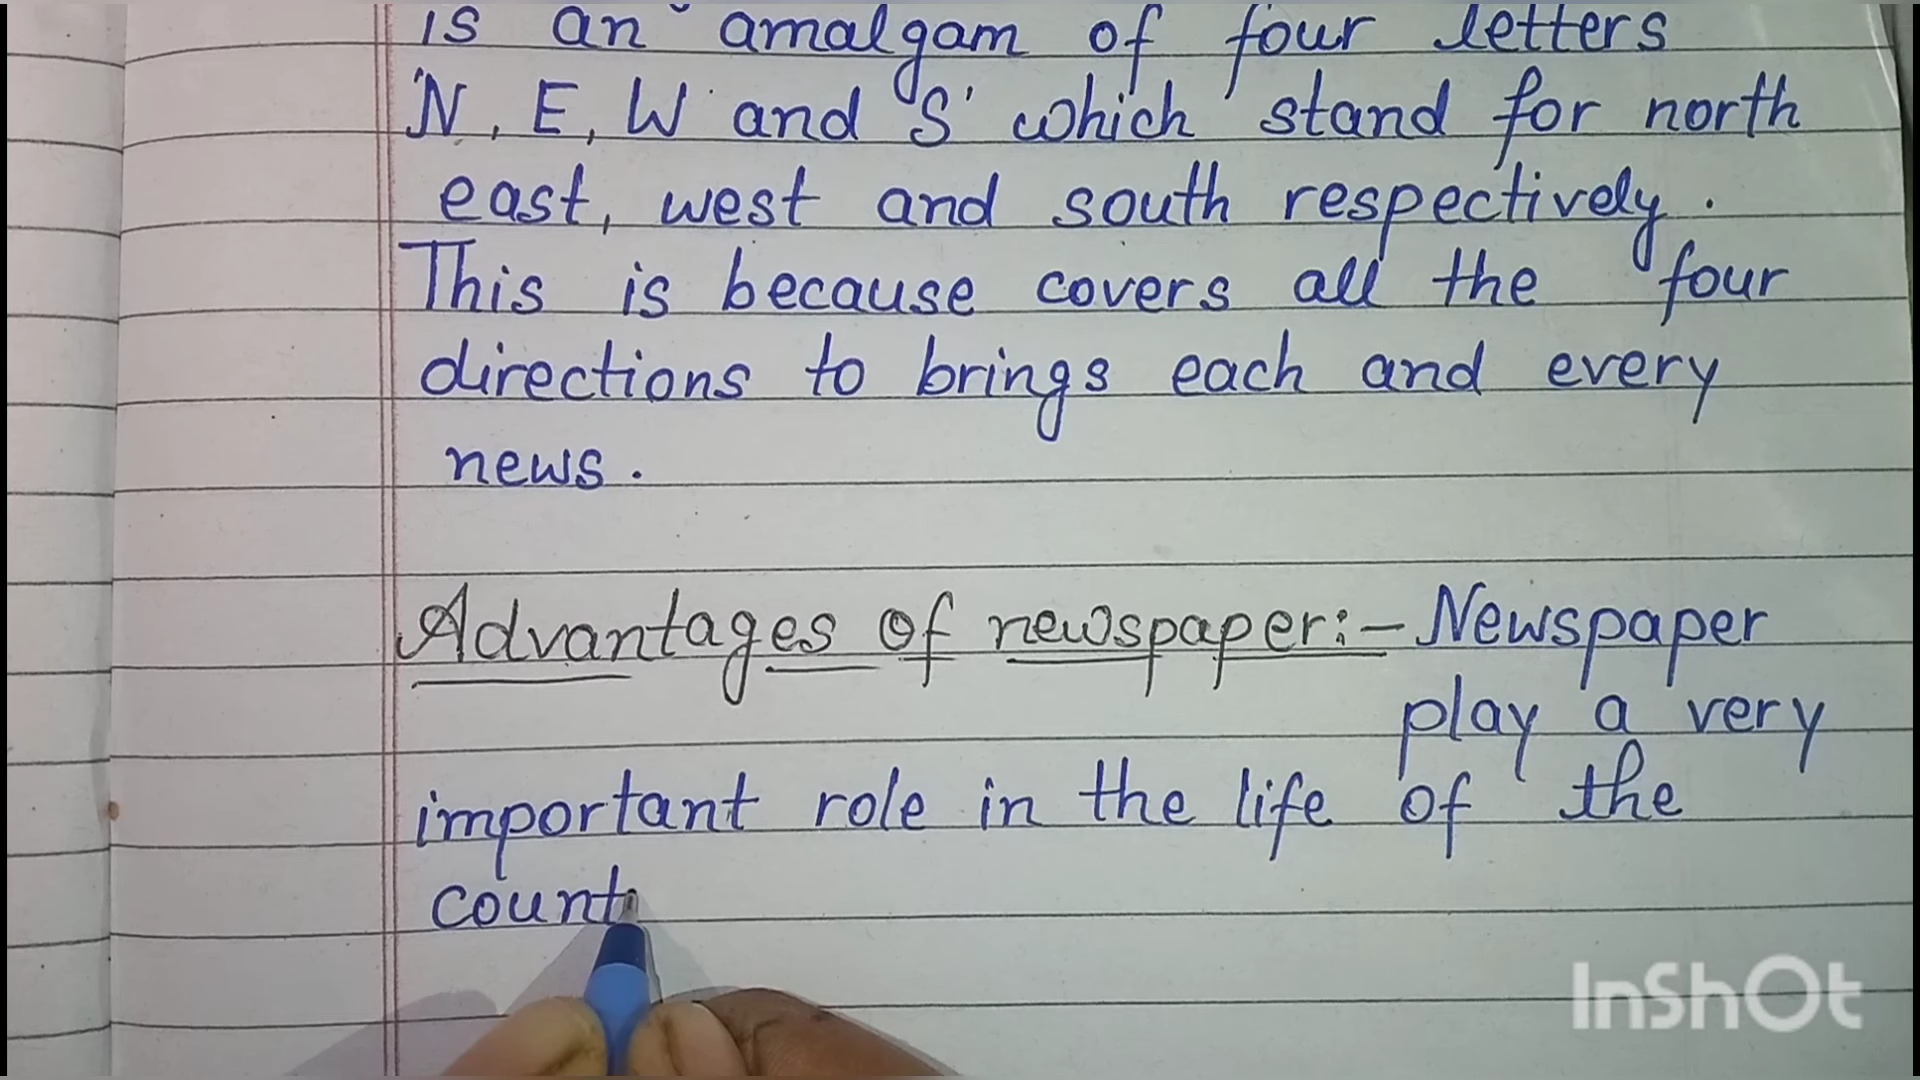 is an amalgam of four letters
'N, E, W and 'S' which stand for north
east, west and south respectively.
This is because covers all the four
directions to brings each and every
news.
Advantages of newspaper:- Newspaper
play a very
important role in the life of the
count
InShOt